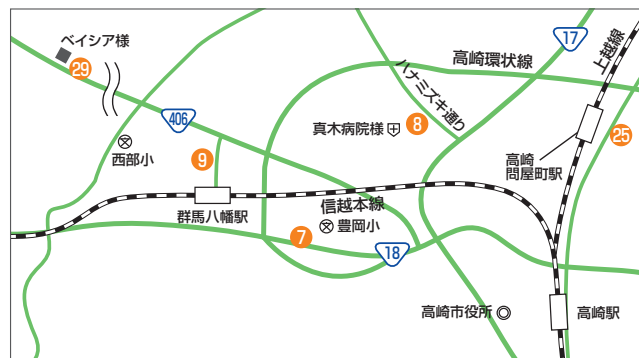 ベイシア様
29
406
西部小
9
群馬八幡駅
信越本線
豊岡小
7
18
真木病院様
8
ハナミズキ通り
高崎環状線
17
上越線
25
高崎
問屋町駅
高崎市役所
高崎駅